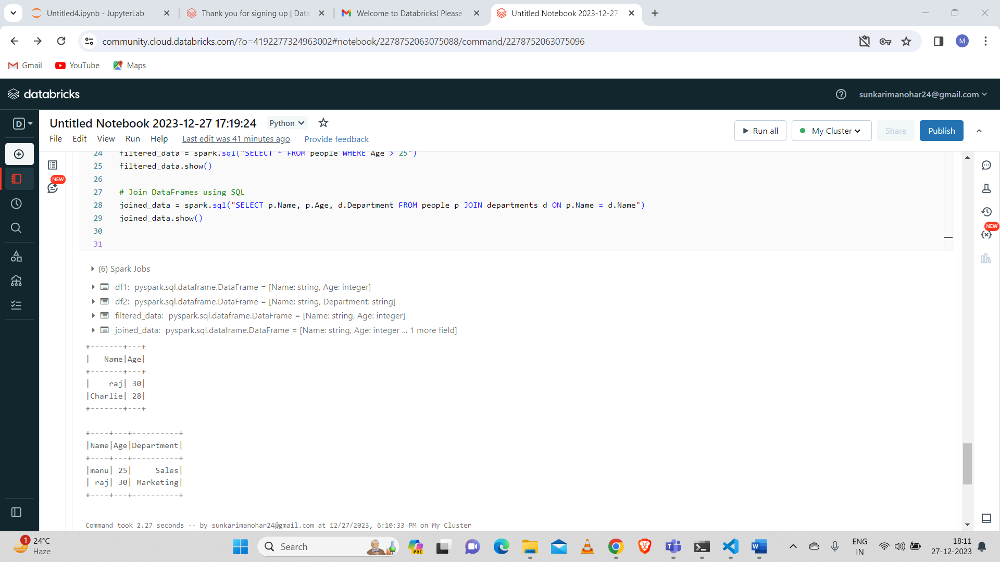 Untitled4.ipynb - JupyterLab
Thank you for signing up | Data
Welcome to Databricks! Please
Untitled Notebook 2023-12-27
community.cloud.databricks.com/?o=4192277324963002#notebook/2278752063075088/command/2278752063075096
M
Gmail YouTube Maps
databricks
sunkarimanohar24@gmail.com
D
Untitled Notebook 2023-12-27 17:19:24 Python
File Edit View Run Help Last edit was 41 minutes ago Provide feedback
Run all My Cluster Share Publish
NEW
NEW
24 filtered_data = spark.sql("SELECT * FROM people WHERE Age > 25")
25 filtered_data.show()
26
27 # Join DataFrames using SQL
28 joined_data = spark.sql("SELECT p.Name, p.Age, d.Department FROM people p JOIN departments d ON p.Name = d.Name")
29 joined_data.show()
30
31
(6) Spark Jobs
df1: pyspark.sql.dataframe.DataFrame = [Name: string, Age: integer]
df2: pyspark.sql.dataframe.DataFrame = [Name: string, Department: string]
filtered_data: pyspark.sql.dataframe.DataFrame = [Name: string, Age: integer]
joined_data: pyspark.sql.dataframe.DataFrame = [Name: string, Age: integer ... 1 more field]
+-------+---+
|   Name|Age|
+-------+---+
|    raj| 30|
|Charlie| 28|
+-------+---+
+----+---+----------+
|Name|Age|Department|
+----+---+----------+
|manu| 25|     Sales|
| raj| 30| Marketing|
+----+---+----------+
Command took 2.27 seconds -- by sunkarimanohar24@gmail.com at 12/27/2023, 6:10:33 PM on My Cluster
1
24°C
Haze
Search
PRE
ENG
IN
18:11
27-12-2023